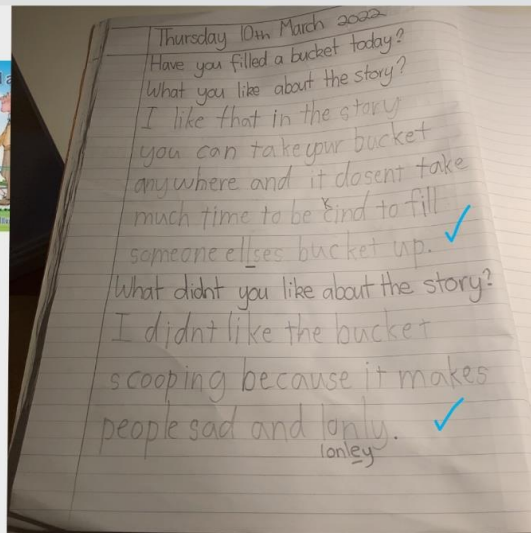 Thursday 10th March 2022
Have you filled a bucket today?
What you like about the story?
I like that in the story
you can take your bucket
anywhere and it dosent take
much time to be kind to fill
someone ellses bucket up.
What didnt you like about the story?
I didnt like the bucket
scooping because it makes
people sad and lonly.
lonley